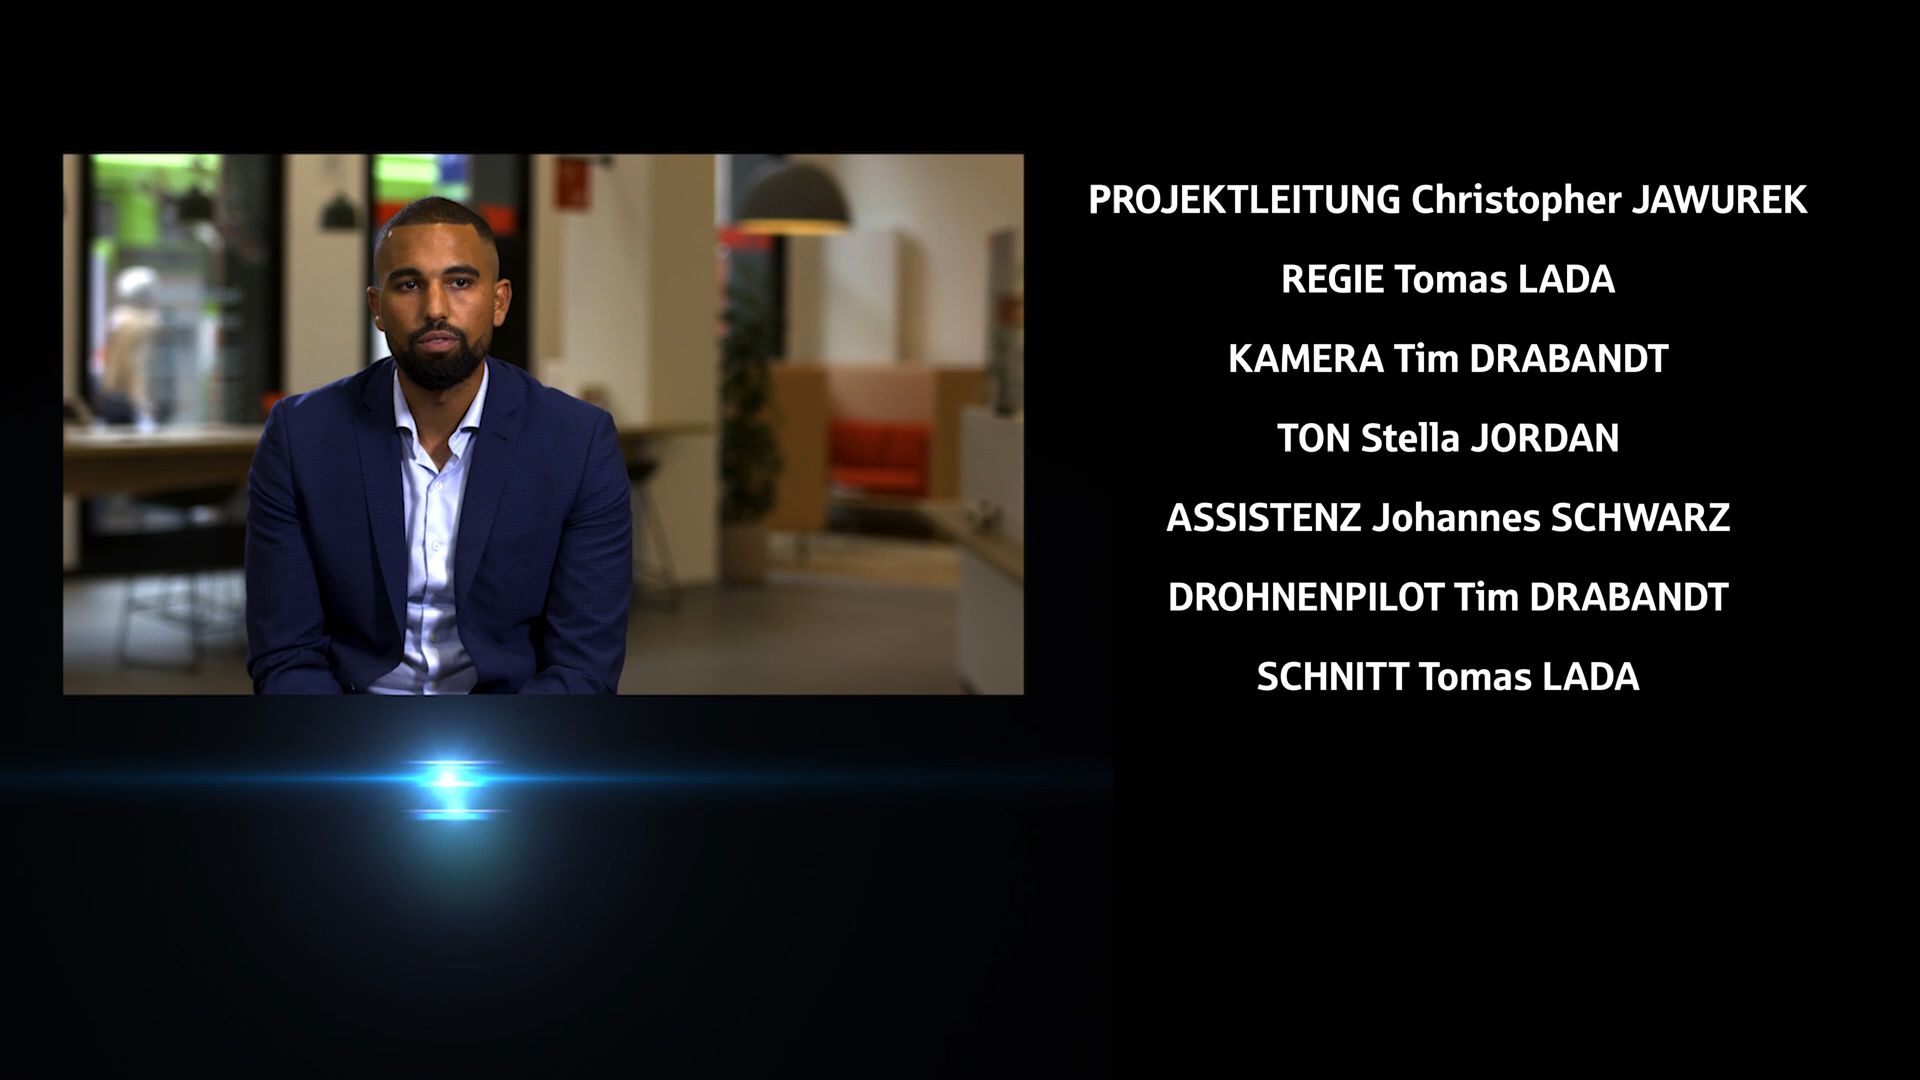 PROJEKTLEITUNG Christopher JAWUREK
REGIE Tomas LADA
KAMERA Tim DRABANDT
TON Stella JORDAN
ASSISTENZ Johannes SCHWARZ
DROHNENPILOT Tim DRABANDT
SCHNITT Tomas LADA